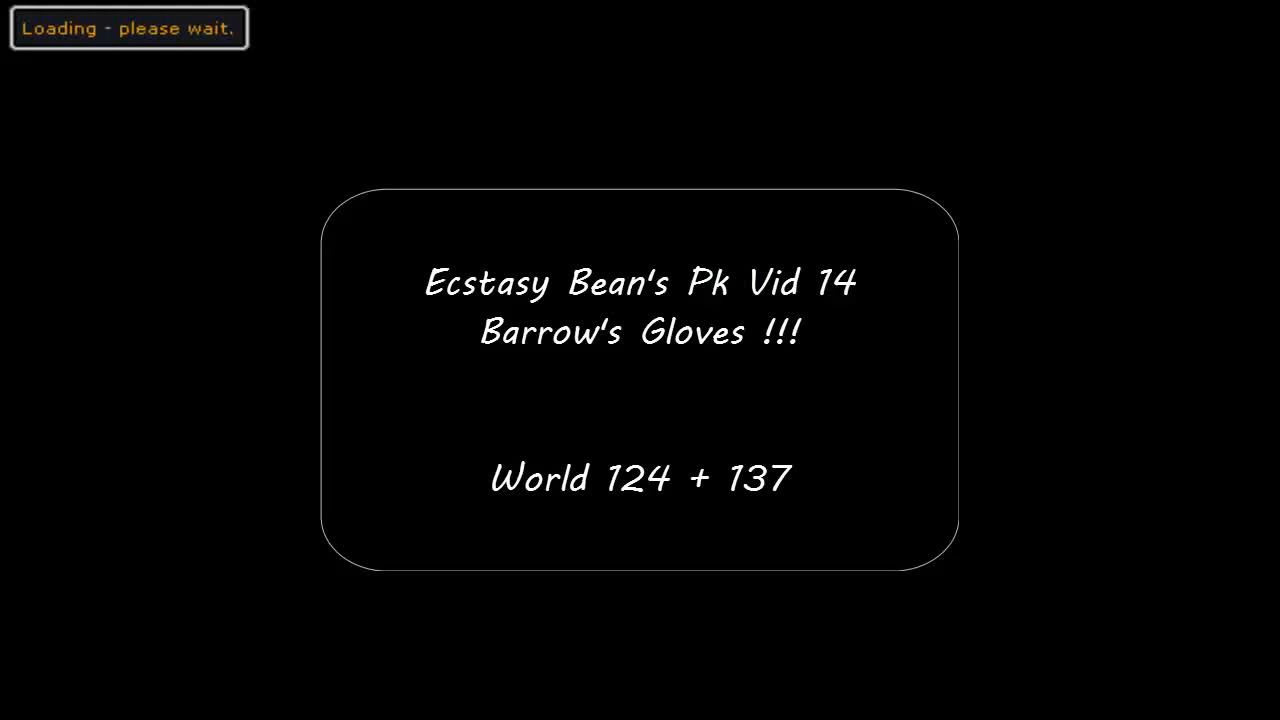 Loading - please wait.
Ecstasy Bean's Pk Vid 14
Barrow's Gloves !!!
World 124 + 137